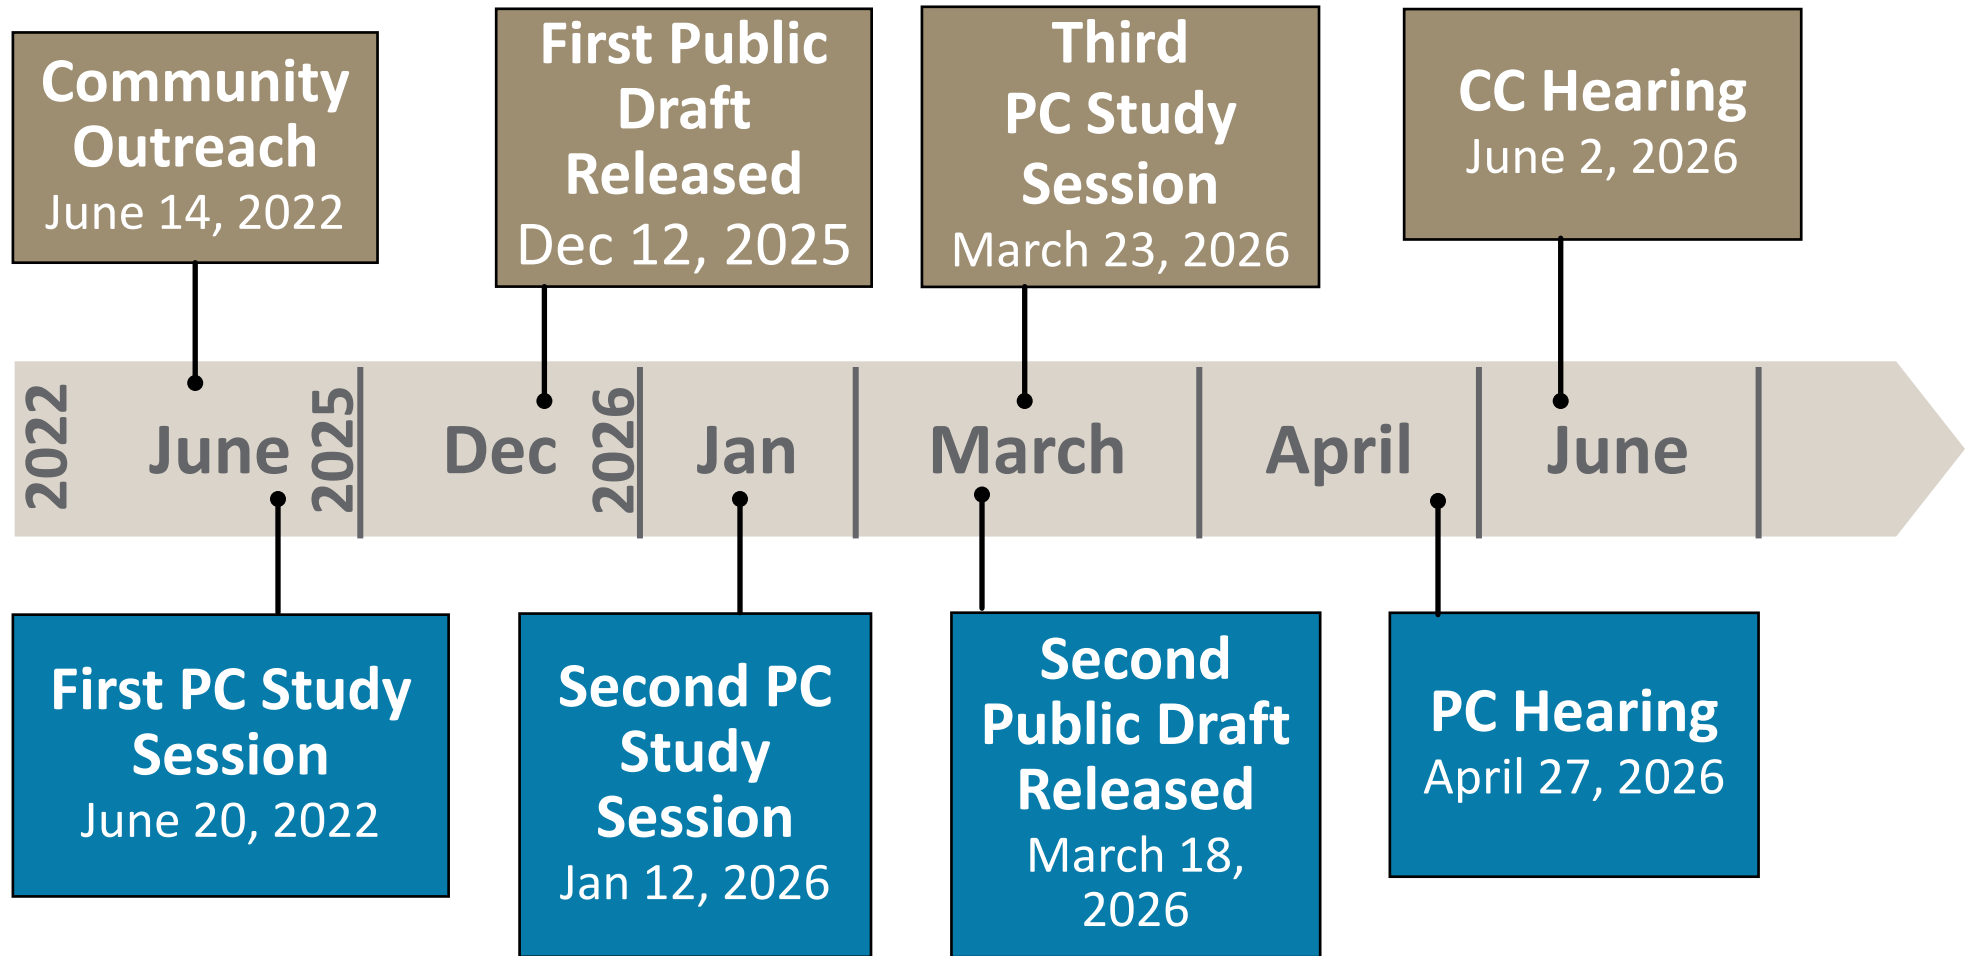 Community
Outreach
June 14, 2022
First Public
Draft
Released
Dec 12, 2025
Third
PC Study
Session
March 23, 2026
CC Hearing
June 2, 2026
2022
June
2025
Dec
2026
Jan
March
April
June
First PC Study
Session
June 20, 2022
Second PC
Study
Session
Jan 12, 2026
Second
Public Draft
Released
March 18,
2026
PC Hearing
April 27, 2026